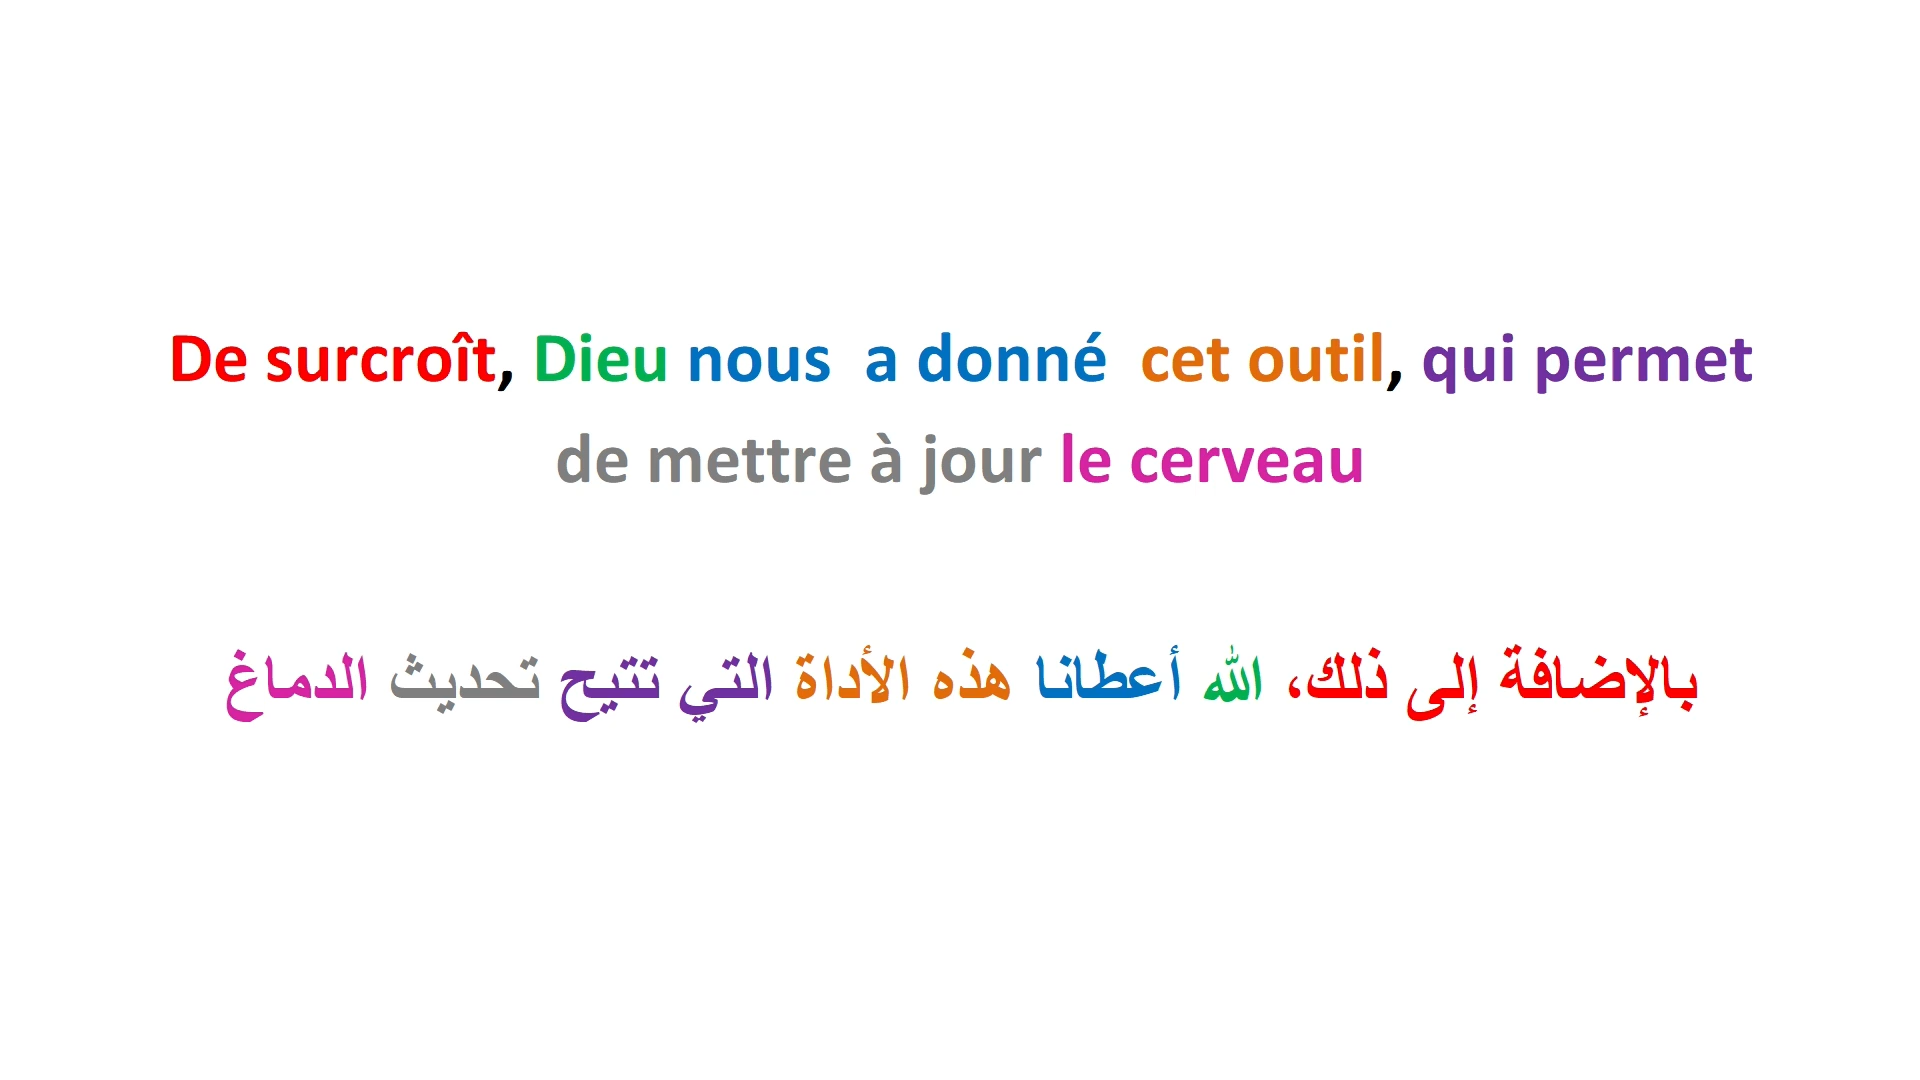 De surcroît, Dieu nous  a donné  cet outil, qui permet
de mettre à jour le cerveau
بالإضافة إلى ذلك، الله أعطانا هذه الأداة التي تتيح تحديث الدماغ